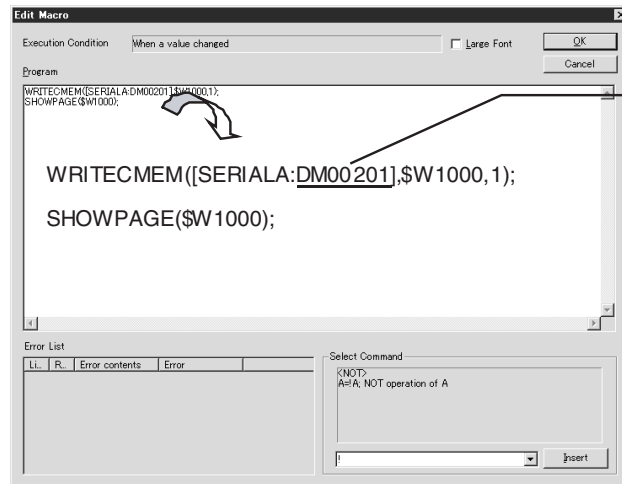 Edit Macro
Execution Condition When a value changed Large Font OK
Cancel
Program
WRITECMEM([SERIALA:DM00201],$W1000,1);
SHOWPAGE($W1000);
WRITECMEM([SERIALA:DM00201],$W1000,1);
SHOWPAGE($W1000);
Error List
Li.. R.. Error contents Error
Select Command
<NOT>
A=!A; NOT operation of A
! Insert